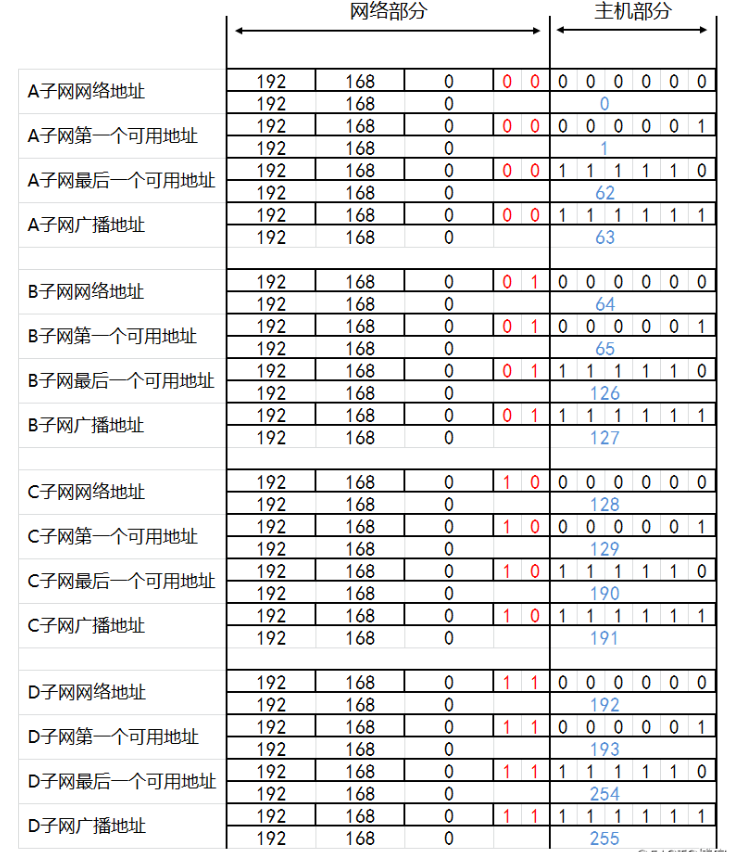 网络部分 主机部分
A子网网络地址 192 168 0 0 0 0 0 0 0 0 0
192 168 0 0
A子网第一个可用地址 192 168 0 0 0 0 0 0 0 0 1
192 168 0 1
A子网最后一个可用地址 192 168 0 0 0 1 1 1 1 1 0
192 168 0 62
A子网广播地址 192 168 0 0 0 1 1 1 1 1 1
192 168 0 63
B子网网络地址 192 168 0 0 1 0 0 0 0 0 0
192 168 0 64
B子网第一个可用地址 192 168 0 0 1 0 0 0 0 0 1
192 168 0 65
B子网最后一个可用地址 192 168 0 0 1 1 1 1 1 1 0
192 168 0 126
B子网广播地址 192 168 0 0 1 1 1 1 1 1 1
192 168 0 127
C子网网络地址 192 168 0 1 0 0 0 0 0 0 0
192 168 0 128
C子网第一个可用地址 192 168 0 1 0 0 0 0 0 0 1
192 168 0 129
C子网最后一个可用地址 192 168 0 1 0 1 1 1 1 1 0
192 168 0 190
C子网广播地址 192 168 0 1 0 1 1 1 1 1 1
192 168 0 191
D子网网络地址 192 168 0 1 1 0 0 0 0 0 0
192 168 0 192
D子网第一个可用地址 192 168 0 1 1 0 0 0 0 0 1
192 168 0 193
D子网最后一个可用地址 192 168 0 1 1 1 1 1 1 1 0
192 168 0 254
D子网广播地址 192 168 0 1 1 1 1 1 1 1 1
192 168 0 255